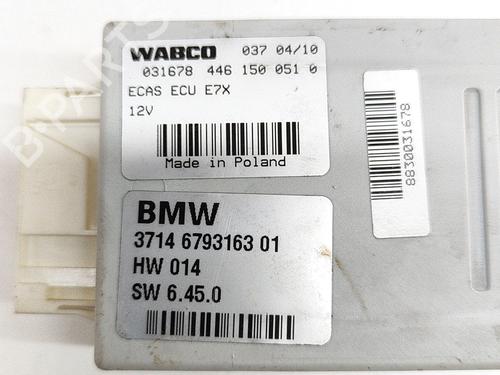 WABCO 037 04/10
031678 446 150 051 0
ECAS ECU E7X
12V
Made in Poland
BMW
3714 6793163 01
HW 014
SW 6.45.0
8830031678
B-PARTS